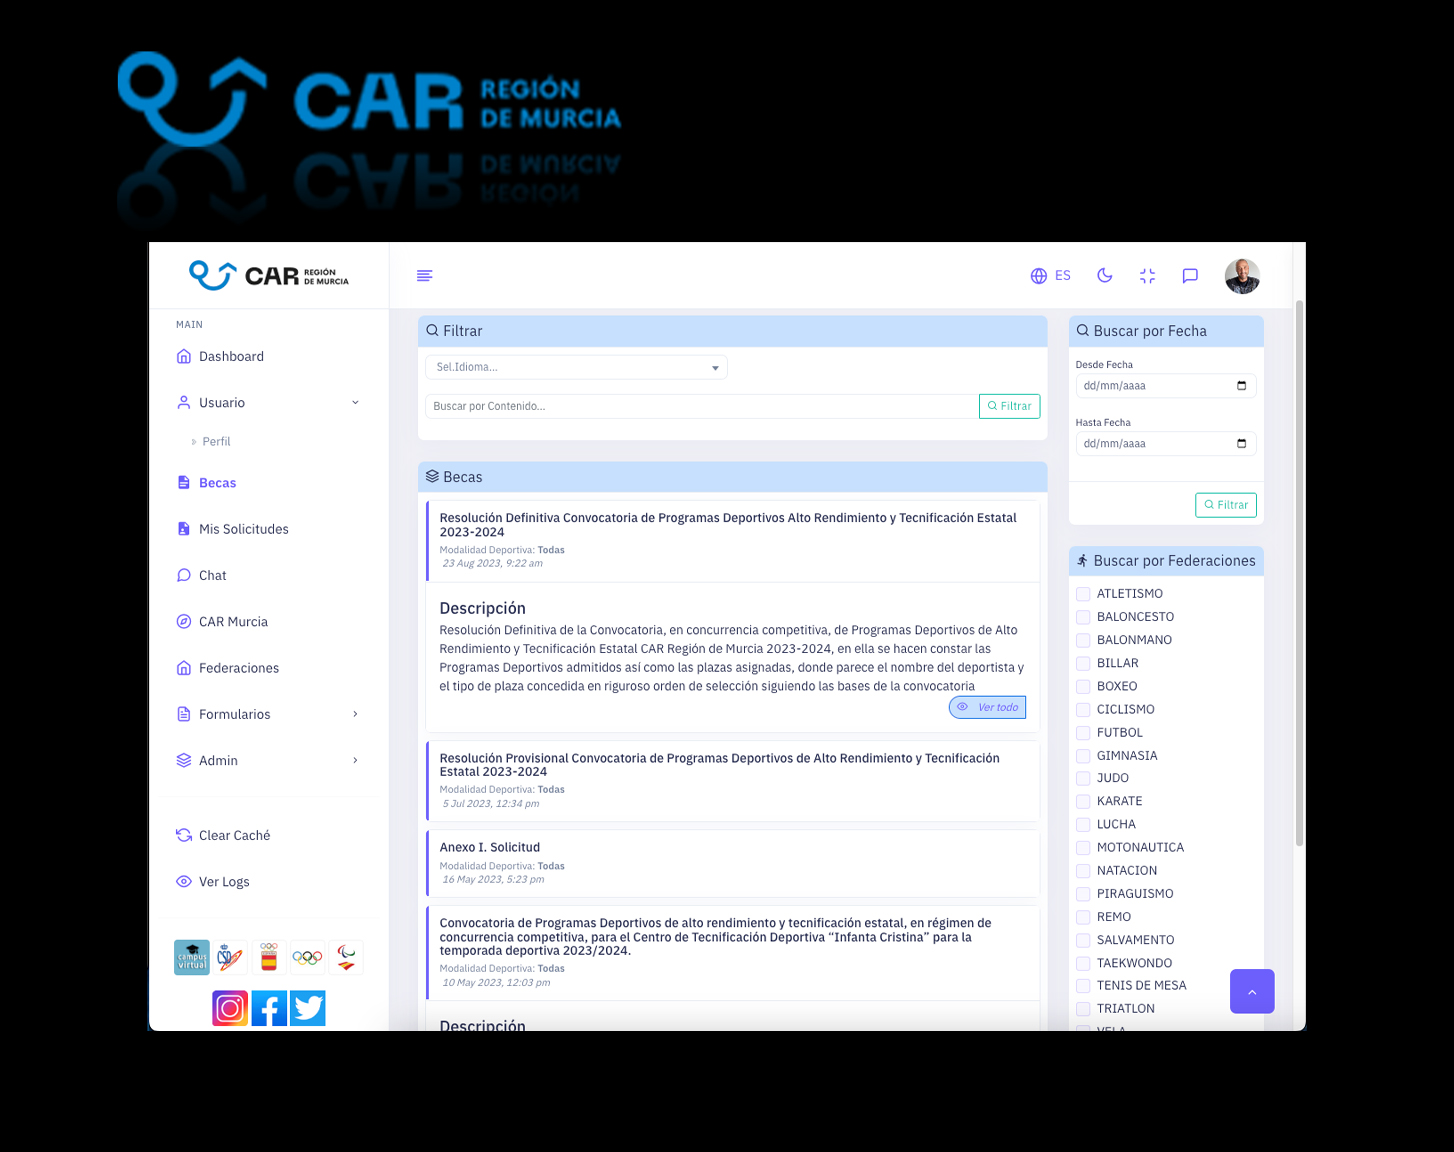 CAR REGIÓN
DE MURCIA
CAR REGIÓN
DE MURCIA
ES
MAIN
Dashboard
Usuario
» Perfil
Becas
Mis Solicitudes
Chat
CAR Murcia
Federaciones
Formularios
Admin
Clear Caché
Ver Logs
campus
virtual
Filtrar
Sel.Idioma...
Buscar por Contenido...
Filtrar
Becas
Resolución Definitiva Convocatoria de Programas Deportivos Alto Rendimiento y Tecnificación Estatal
2023-2024
Modalidad Deportiva: Todas
23 Aug 2023, 9:22 am
Descripción
Resolución Definitiva de la Convocatoria, en concurrencia competitiva, de Programas Deportivos de Alto
Rendimiento y Tecnificación Estatal CAR Región de Murcia 2023-2024, en ella se hacen constar las
Programas Deportivos admitidos así como las plazas asignadas, donde parece el nombre del deportista y
el tipo de plaza concedida en riguroso orden de selección siguiendo las bases de la convocatoria
Ver todo
Resolución Provisional Convocatoria de Programas Deportivos de Alto Rendimiento y Tecnificación
Estatal 2023-2024
Modalidad Deportiva: Todas
5 Jul 2023, 12:34 pm
Anexo I. Solicitud
Modalidad Deportiva: Todas
16 May 2023, 5:23 pm
Convocatoria de Programas Deportivos de alto rendimiento y tecnificación estatal, en régimen de
concurrencia competitiva, para el Centro de Tecnificación Deportiva “Infanta Cristina” para la
temporada deportiva 2023/2024.
Modalidad Deportiva: Todas
10 May 2023, 12:03 pm
Descripción
Buscar por Fecha
Desde Fecha
dd/mm/aaaa
Hasta Fecha
dd/mm/aaaa
Filtrar
Buscar por Federaciones
ATLETISMO
BALONCESTO
BALONMANO
BILLAR
BOXEO
CICLISMO
FUTBOL
GIMNASIA
JUDO
KARATE
LUCHA
MOTONAUTICA
NATACION
PIRAGUISMO
REMO
SALVAMENTO
TAEKWONDO
TENIS DE MESA
TRIATLON
VELA